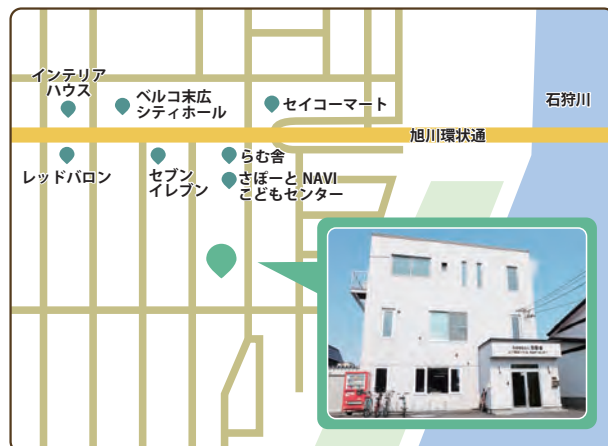 インテリア
ハウス
ベルコ末広
シティホール
セイコーマート
石狩川
旭川環状通
レッドバロン
セブン
イレブン
らむ舎
さぽーと NAVI
こどもセンター